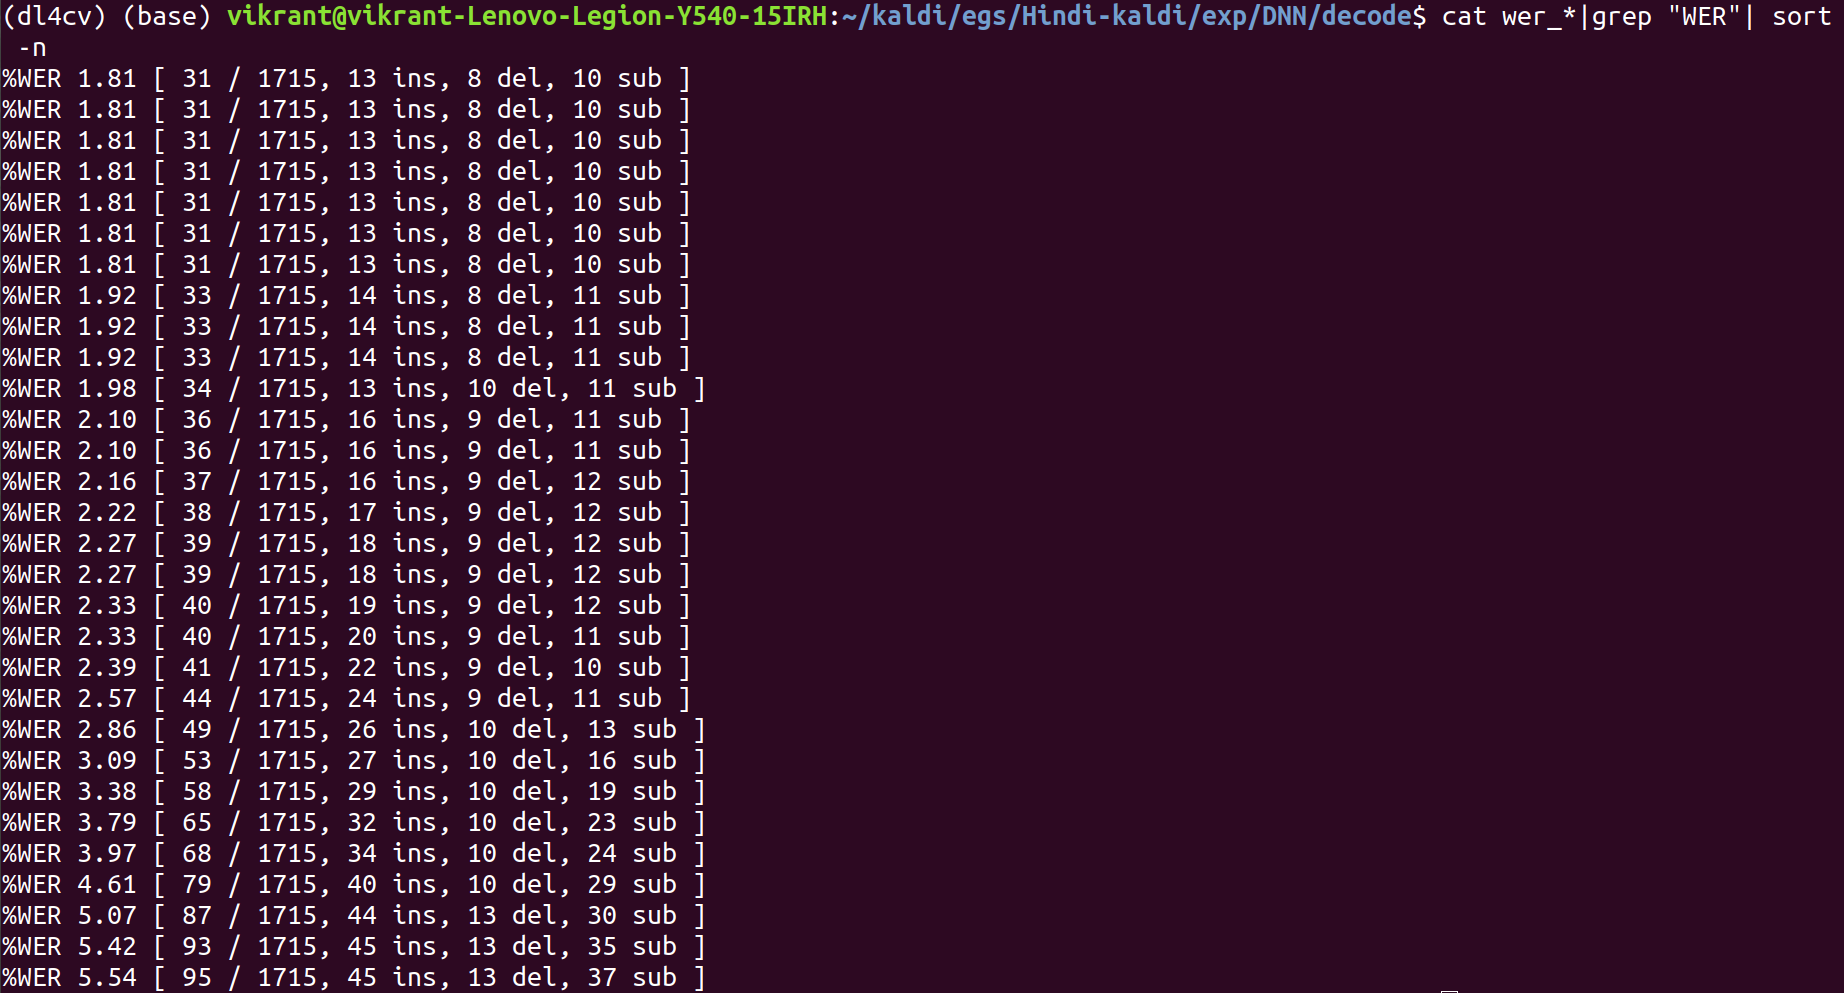 (dl4cv) (base) vikrant@vikrant-Lenovo-Legion-Y540-15IRH:~/kaldi/egs/Hindi-kaldi/exp/DNN/decode$ cat wer_*|grep "WER"| sort
 -n
%WER 1.81 [ 31 / 1715, 13 ins, 8 del, 10 sub ]
%WER 1.81 [ 31 / 1715, 13 ins, 8 del, 10 sub ]
%WER 1.81 [ 31 / 1715, 13 ins, 8 del, 10 sub ]
%WER 1.81 [ 31 / 1715, 13 ins, 8 del, 10 sub ]
%WER 1.81 [ 31 / 1715, 13 ins, 8 del, 10 sub ]
%WER 1.81 [ 31 / 1715, 13 ins, 8 del, 10 sub ]
%WER 1.81 [ 31 / 1715, 13 ins, 8 del, 10 sub ]
%WER 1.92 [ 33 / 1715, 14 ins, 8 del, 11 sub ]
%WER 1.92 [ 33 / 1715, 14 ins, 8 del, 11 sub ]
%WER 1.92 [ 33 / 1715, 14 ins, 8 del, 11 sub ]
%WER 1.98 [ 34 / 1715, 13 ins, 10 del, 11 sub ]
%WER 2.10 [ 36 / 1715, 16 ins, 9 del, 11 sub ]
%WER 2.10 [ 36 / 1715, 16 ins, 9 del, 11 sub ]
%WER 2.16 [ 37 / 1715, 16 ins, 9 del, 12 sub ]
%WER 2.22 [ 38 / 1715, 17 ins, 9 del, 12 sub ]
%WER 2.27 [ 39 / 1715, 18 ins, 9 del, 12 sub ]
%WER 2.27 [ 39 / 1715, 18 ins, 9 del, 12 sub ]
%WER 2.33 [ 40 / 1715, 19 ins, 9 del, 12 sub ]
%WER 2.33 [ 40 / 1715, 20 ins, 9 del, 11 sub ]
%WER 2.39 [ 41 / 1715, 22 ins, 9 del, 10 sub ]
%WER 2.57 [ 44 / 1715, 24 ins, 9 del, 11 sub ]
%WER 2.86 [ 49 / 1715, 26 ins, 10 del, 13 sub ]
%WER 3.09 [ 53 / 1715, 27 ins, 10 del, 16 sub ]
%WER 3.38 [ 58 / 1715, 29 ins, 10 del, 19 sub ]
%WER 3.79 [ 65 / 1715, 32 ins, 10 del, 23 sub ]
%WER 3.97 [ 68 / 1715, 34 ins, 10 del, 24 sub ]
%WER 4.61 [ 79 / 1715, 40 ins, 10 del, 29 sub ]
%WER 5.07 [ 87 / 1715, 44 ins, 13 del, 30 sub ]
%WER 5.42 [ 93 / 1715, 45 ins, 13 del, 35 sub ]
%WER 5.54 [ 95 / 1715, 45 ins, 13 del, 37 sub ]